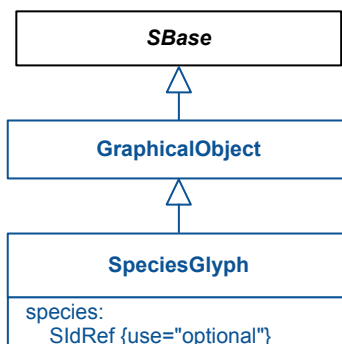 SBase
GraphicalObject
SpeciesGlyph
species:
SIdRef {use="optional"}